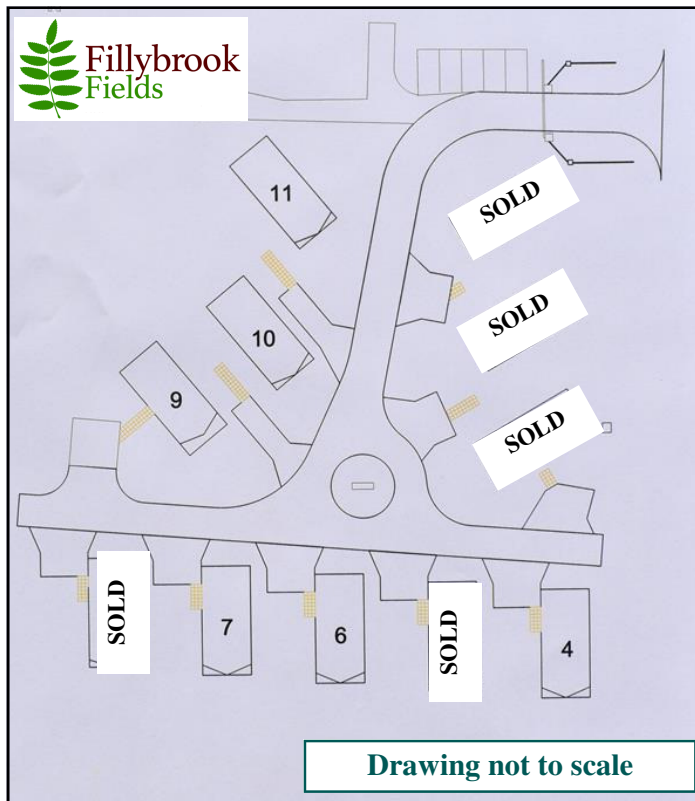 Fillybrook
Fields
11
SOLD
SOLD
10
9
SOLD
SOLD
7
6
SOLD
4
Drawing not to scale